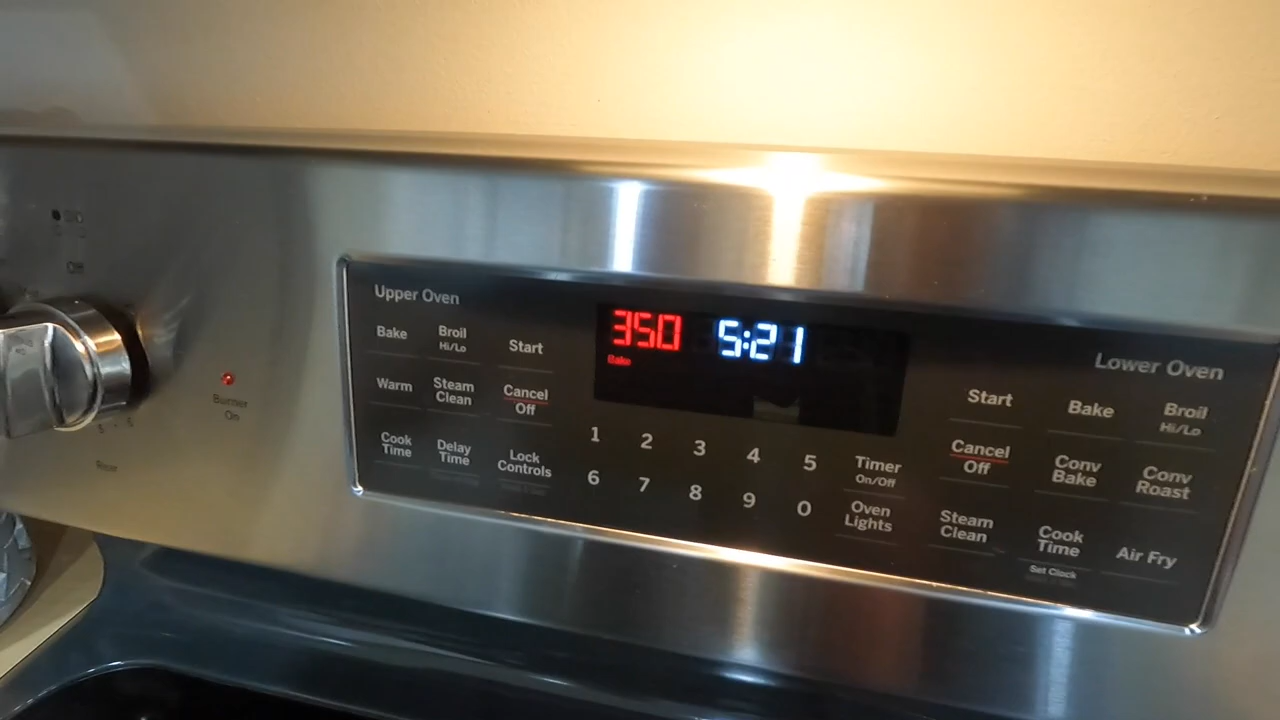 Off
Burner
On
Upper Oven
Bake
Broil
Hi/Lo
Start
Warm
Steam
Clean
Cancel
Off
Cook
Time
Delay
Time
Lock
Controls
350
Bake
5:21
1 2 3 4 5
6 7 8 9 0
Timer
On/Off
Oven
Lights
Lower Oven
Start
Bake
Broil
Hi/Lo
Cancel
Off
Conv
Bake
Conv
Roast
Steam
Clean
Cook
Time
Set Clock
Air Fry